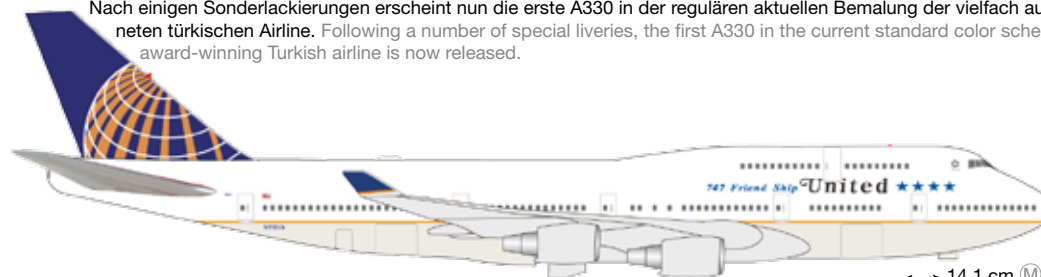 Nach einigen Sonderlackierungen erscheint nun die erste A330 in der regulären aktuellen Bemalung der vielfach au
neten türkischen Airline. Following a number of special liveries, the first A330 in the current standard color sche
award-winning Turkish airline is now released.
747 Friend Ship United
14,1 cm M